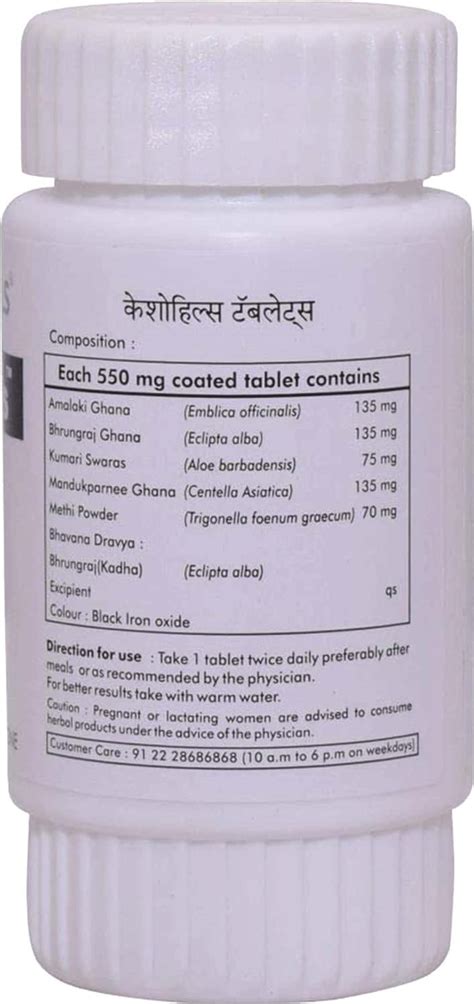 केशोहिल्स टॅबलेट्स
Composition :
Each 550 mg coated tablet contains
Amalaki Ghana (Emblica officinalis) 135 mg
Bhrungraj Ghana (Eclipta alba) 135 mg
Kumari Swaras (Aloe barbadensis) 75 mg
Mandukparnee Ghana (Centella Asiatica) 135 mg
Methi Powder (Trigonella foenum graecum) 70 mg
Bhavana Dravya :
Bhrungraj(Kadha) (Eclipta alba)
Excipient qs
Colour : Black Iron oxide
Direction for use : Take 1 tablet twice daily preferably after
meals or as recommended by the physician.
For better results take with warm water.
Caution : Pregnant or lactating women are advised to consume
herbal products under the advice of the physician.
Customer Care : 91 22 28686868 (10 a.m to 6 p.m on weekdays)